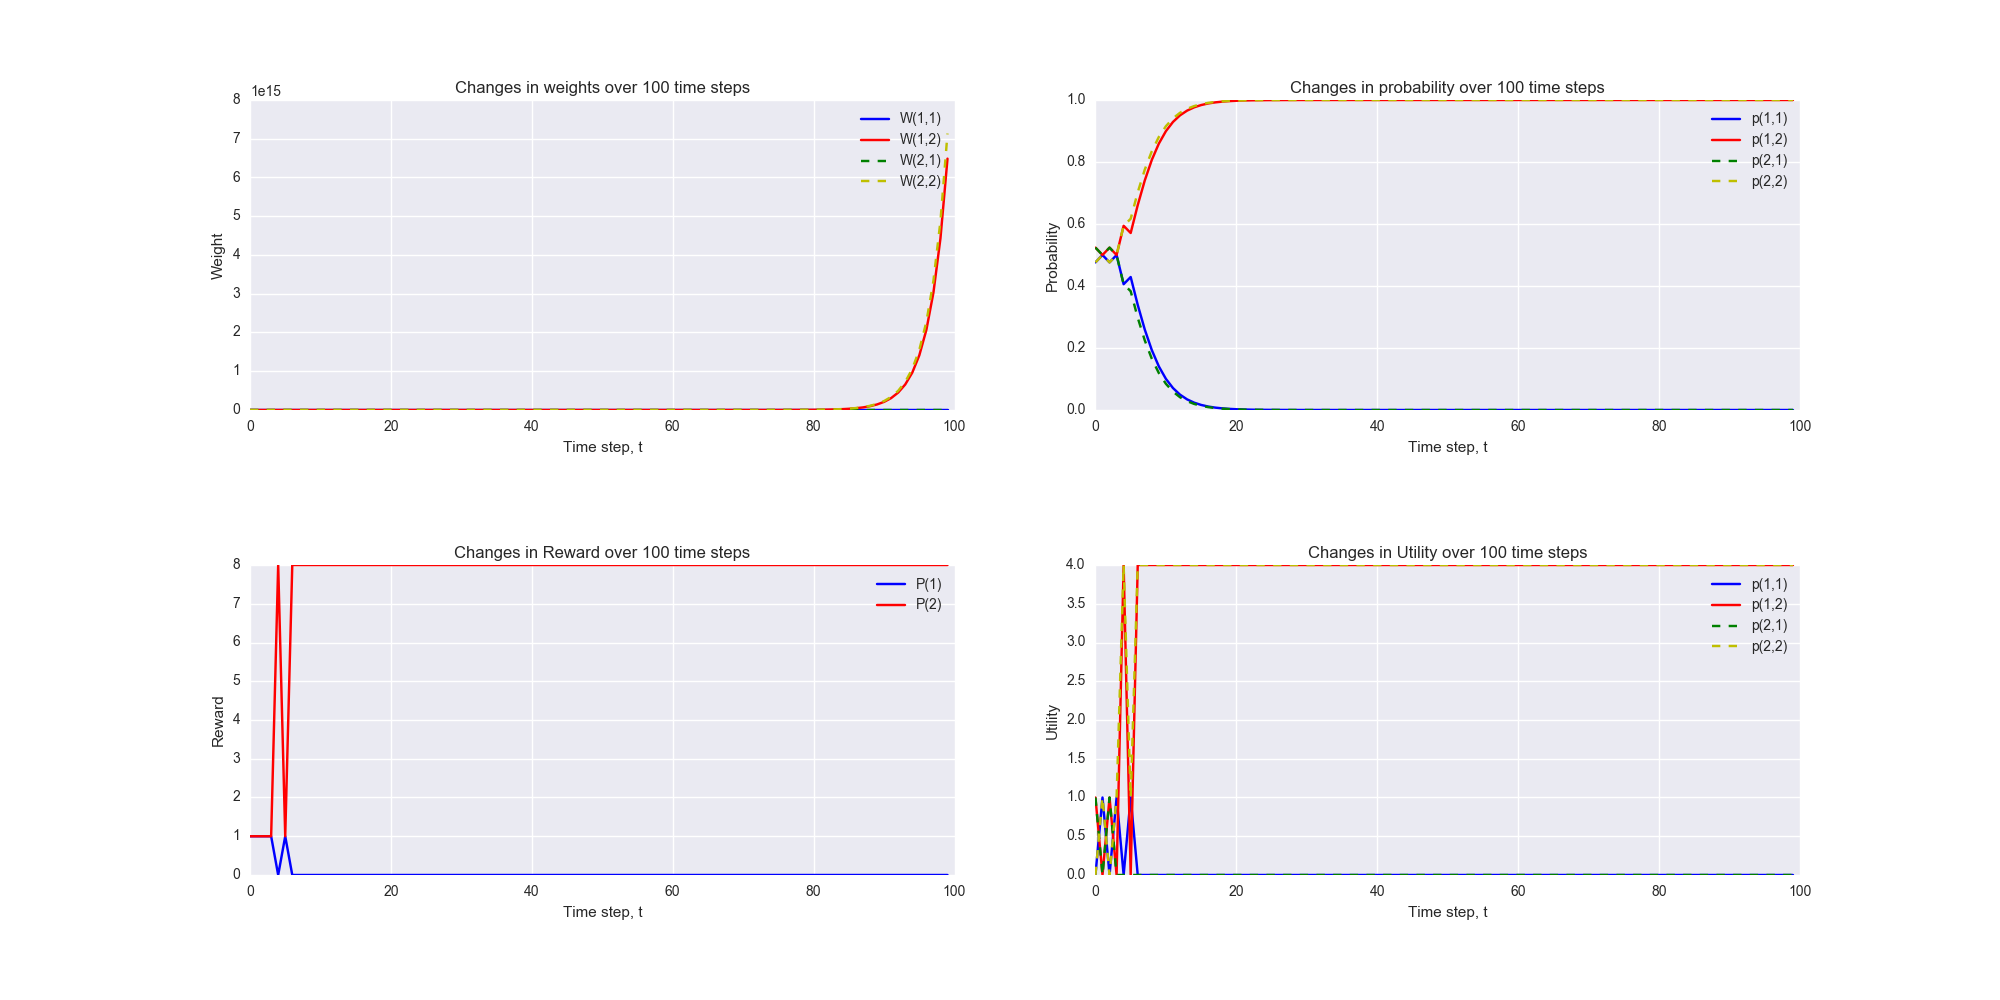 Changes in weights over 100 time steps
1e15
8
7
6
5
4
3
2
1
0
Weight
0 20 40 60 80 100
Time step, t
W(1,1)
W(1,2)
W(2,1)
W(2,2)
Changes in probability over 100 time steps
1.0
0.8
0.6
0.4
0.2
0.0
Probability
0 20 40 60 80 100
Time step, t
p(1,1)
p(1,2)
p(2,1)
p(2,2)
Changes in Reward over 100 time steps
8
7
6
5
4
3
2
1
0
Reward
0 20 40 60 80 100
Time step, t
P(1)
P(2)
Changes in Utility over 100 time steps
4.0
3.5
3.0
2.5
2.0
1.5
1.0
0.5
0.0
Utility
0 20 40 60 80 100
Time step, t
p(1,1)
p(1,2)
p(2,1)
p(2,2)